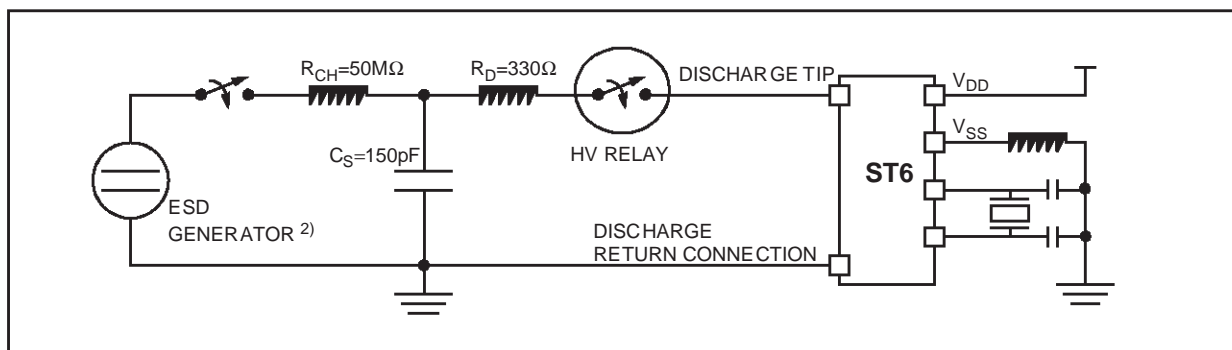 R_CH=50MΩ
R_D=330Ω
DISCHARGE TIP
V_DD
V_SS
HV RELAY
C_S=150pF
ST6
ESD
GENERATOR 2)
DISCHARGE
RETURN CONNECTION